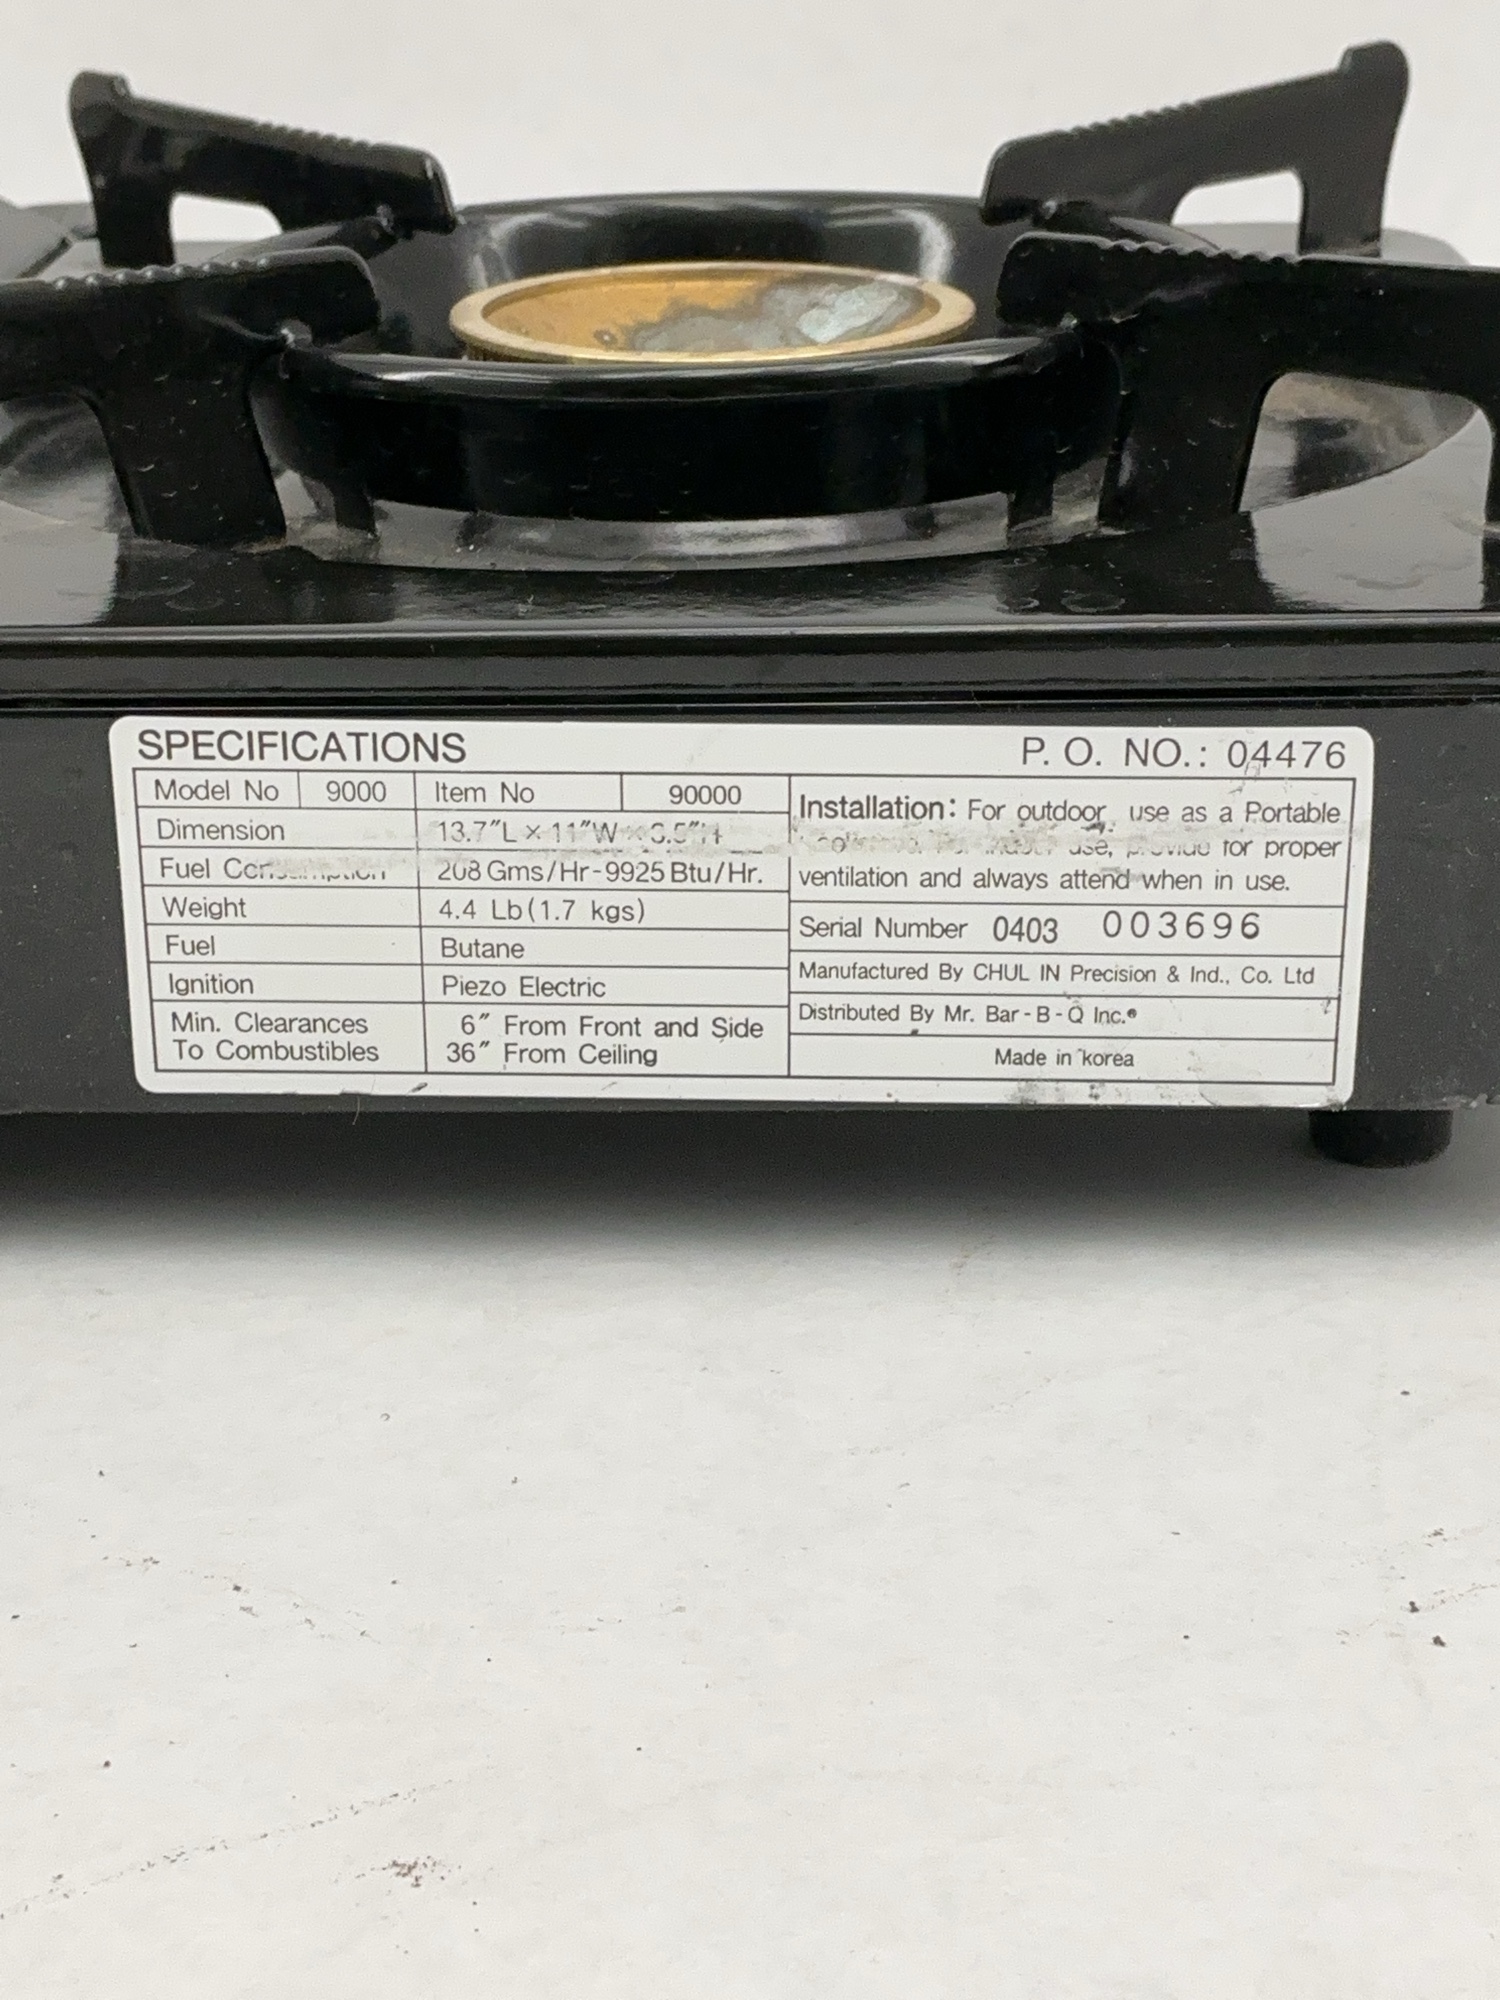 SPECIFICATIONS P. O. NO.: 04476
Model No 9000 Item No 90000
Dimension 13.7"L × 11"W
Fuel 208 Gms/Hr-9925 Btu/Hr.
Weight 4.4 Lb(1.7 kgs)
Fuel Butane
Ignition Piezo Electric
Min. Clearances
To Combustibles
6" From Front and Side
36" From Ceiling
Installation: For outdoor use as a Portable
use, provide for proper
ventilation and always attend when in use.
Serial Number 0403 003696
Manufactured By CHUL IN Precision & Ind., Co. Ltd
Distributed By Mr. Bar-B-Q Inc.®
Made in korea